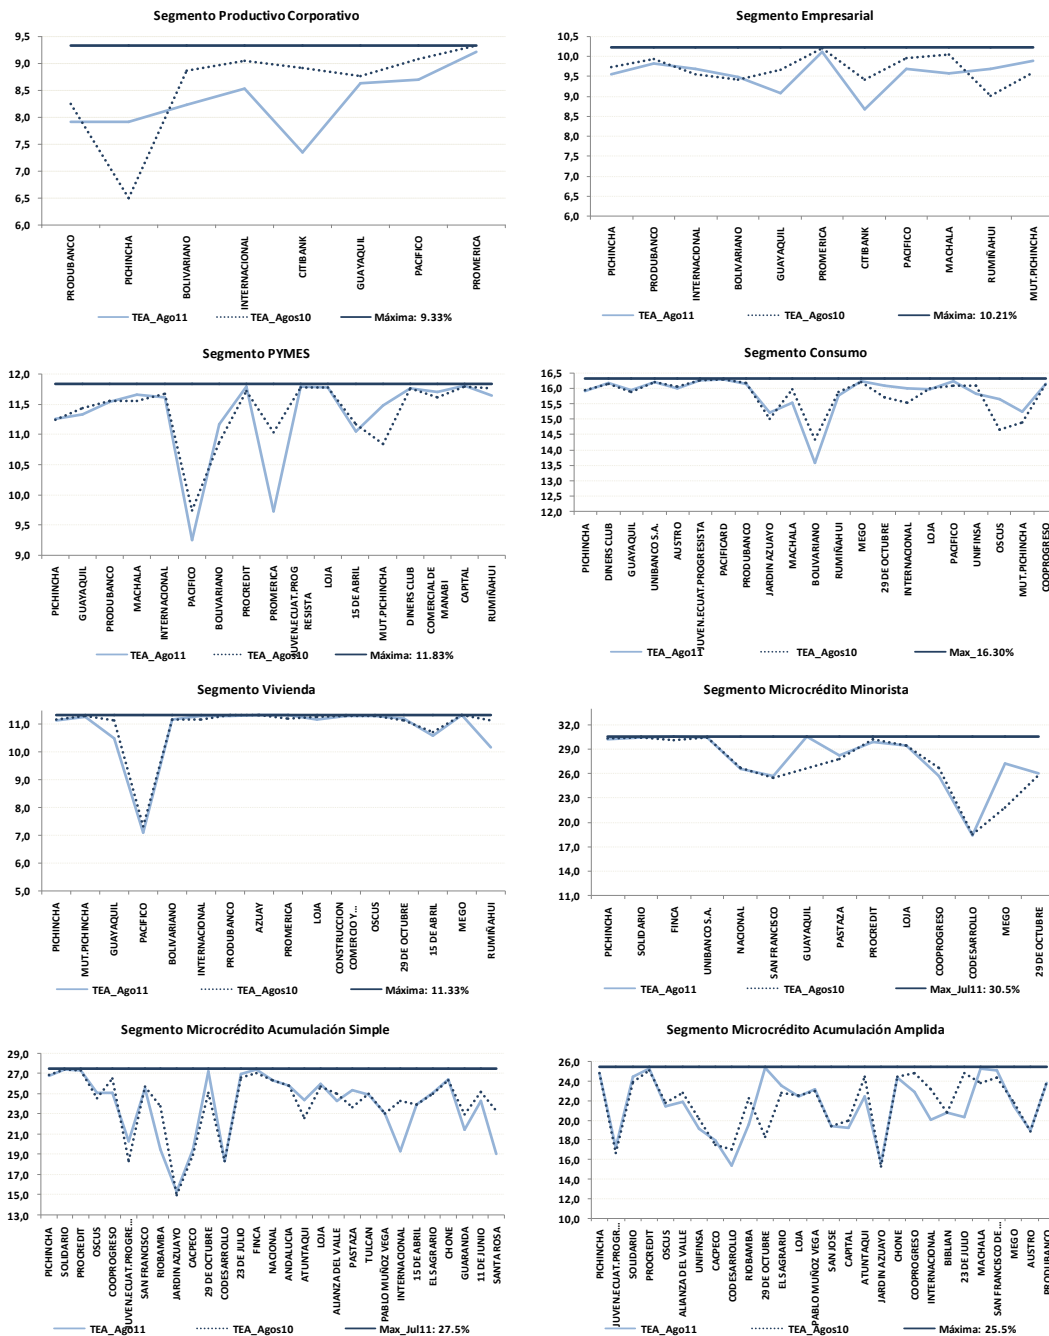 Segmento Productivo Corporativo
9,5
9,0
8,5
8,0
7,5
7,0
6,5
6,0
PRODUBANCO
PICHINCHA
BOLIVARIANO
INTERNACIONAL
CITIBANK
GUAYAQUIL
PACIFICO
PROMERICA
TEA_Ago11
TEA_Agos10
Máxima: 9.33%
Segmento Empresarial
10,5
10,0
9,5
9,0
8,5
8,0
7,5
7,0
6,5
6,0
PICHINCHA
PRODUBANCO
INTERNACIONAL
BOLIVARIANO
GUAYAQUIL
PROMERICA
CITIBANK
PACIFICO
MACHALA
RUMIÑAHUI
MUT.PICHINCHA
TEA_Ago11
TEA_Agos10
Máxima: 10.21%
Segmento PYMES
12,0
11,5
11,0
10,5
10,0
9,5
9,0
PICHINCHA
GUAYAQUIL
PRODUBANCO
MACHALA
INTERNACIONAL
PACIFICO
BOLIVARIANO
PROCREDIT
PROMERICA
JUVEN.ECUAT.PROG
RESISTA
LOJA
15 DE ABRIL
MUT.PICHINCHA
DINERS CLUB
COMERCIAL DE
MANABI
CAPITAL
RUMIÑAHUI
TEA_Ago11
TEA_Agos10
Máxima: 11.83%
Segmento Consumo
16,5
16,0
15,5
15,0
14,5
14,0
13,5
13,0
12,5
12,0
PICHINCHA
DINERS CLUB
GUAYAQUIL
UNIBANCO S.A.
AUSTRO
JUVEN.ECUAT.PROGRESISTA
PACIFICARD
PRODUBANCO
JARDIN AZUAYO
MACHALA
BOLIVARIANO
RUMIÑAHUI
MEGO
29 DE OCTUBRE
INTERNACIONAL
LOJA
PACIFICO
UNIFINSA
OSCUS
MUT.PICHINCHA
COOPROGRESO
TEA_Ago11
TEA_Agos10
Max_16.30%
Segmento Vivienda
11,0
10,0
9,0
8,0
7,0
6,0
5,0
PICHINCHA
MUT.PICHINCHA
GUAYAQUIL
PACIFICO
BOLIVARIANO
INTERNACIONAL
PRODUBANCO
AZUAY
PROMERICA
LOJA
CONSTRUCCION
COMERCIO Y...
OSCUS
29 DE OCTUBRE
15 DE ABRIL
MEGO
RUMIÑAHUI
TEA_Ago11
TEA_Agos10
Máxima: 11.33%
Segmento Microcrédito Minorista
32,0
29,0
26,0
23,0
20,0
17,0
14,0
11,0
PICHINCHA
SOLIDARIO
FINCA
UNIBANCO S.A.
NACIONAL
SAN FRANCISCO
GUAYAQUIL
PASTAZA
PROCREDIT
LOJA
COOPROGRESO
CODESARROLLO
MEGO
29 DE OCTUBRE
TEA_Ago11
TEA_Agos10
Max_Jul11: 30.5%
Segmento Microcrédito Acumulación Simple
29,0
27,0
25,0
23,0
21,0
19,0
17,0
15,0
13,0
PICHINCHA
SOLIDARIO
PROCREDIT
OSCUS
COOPROGRESO
JUVEN.ECUAT.PROGRE...
SAN FRANCISCO
RIOBAMBA
JARDIN AZUAYO
CACPECO
29 DE OCTUBRE
CODESARROLLO
23 DE JULIO
FINCA
NACIONAL
ANDALUCIA
ATUNTAQUI
LOJA
ALIANZA DEL VALLE
PASTAZA
TULCAN
PABLO MUÑOZ VEGA
INTERNACIONAL
15 DE ABRIL
EL SAGRARIO
CHONE
GUARANDA
11 DE JUNIO
SANTA ROSA
TEA_Ago11
TEA_Agos10
Max_Jul11: 27.5%
Segmento Microcrédito Acumulación Amplida
26,0
24,0
22,0
20,0
18,0
16,0
14,0
12,0
10,0
PICHINCHA
JUVEN.ECUAT.PROGR...
SOLIDARIO
PROCREDIT
OSCUS
ALIANZA DEL VALLE
UNIFINSA
CACPECO
CODESARROLLO
RIOBAMBA
29 DE OCTUBRE
EL SAGRARIO
LOJA
PABLO MUÑOZ VEGA
SAN JOSE
CAPITAL
ATUNTAQUI
JARDIN AZUAYO
CHONE
COOPROGRESO
INTERNACIONAL
BIBLIAN
23 DE JULIO
MACHALA
SAN FRANCISCO DE...
MEGO
AUSTRO
PRODUBANCO
TEA_Ago11
TEA_Agos10
Máxima: 25.5%